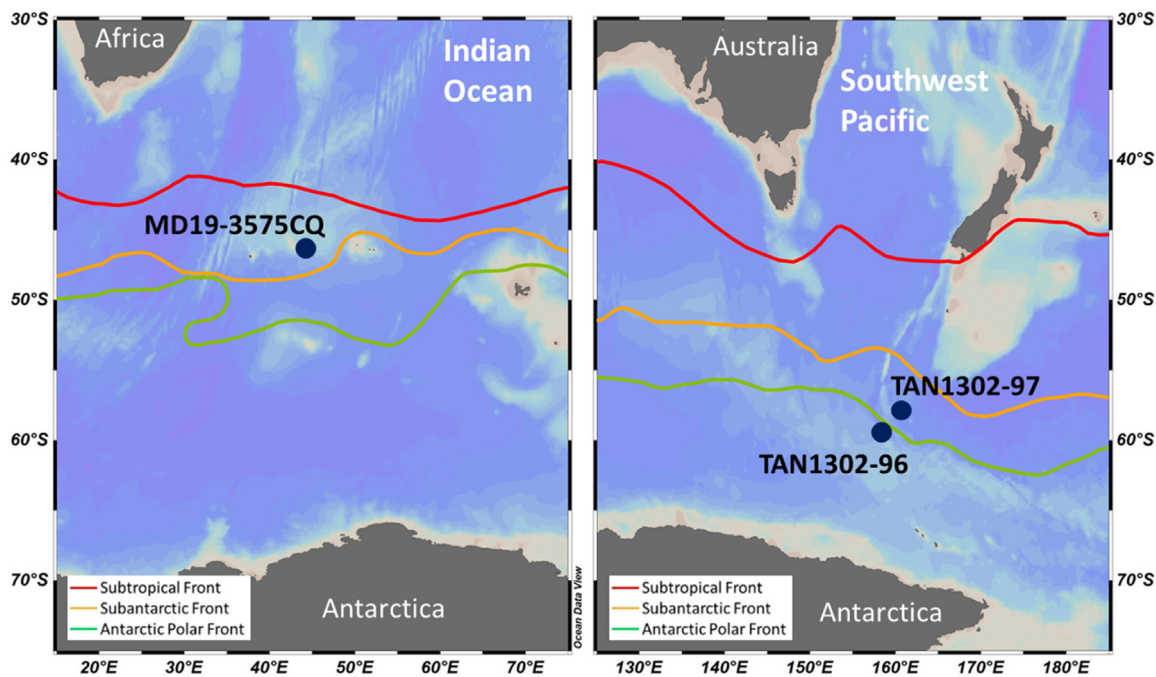 30°S
Africa
Indian
Ocean
40°S
MD19-3575CQ
50°S
60°S
70°S
Subtropical Front
Subantarctic Front
Antarctic Polar Front
Antarctica
Ocean Data View
20°E 30°E 40°E 50°E 60°E 70°E
30°S
Australia
Southwest
Pacific
40°S
50°S
TAN1302-97
60°S
TAN1302-96
70°S
Subtropical Front
Subantarctic Front
Antarctic Polar Front
Antarctica
130°E 140°E 150°E 160°E 170°E 180°E